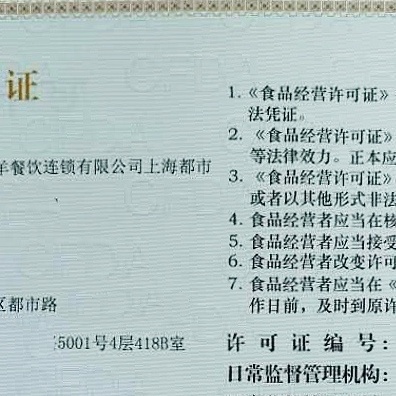 证
餐饮连锁有限公司上海都市
区都市路
5001号4层418B室
1. 《食品经营许可证》
法凭证。
2. 《食品经营许可证》
等法律效力。正本应
3. 《食品经营许可证》
或者以其他形式非法
4. 食品经营者应当在核
5. 食品经营者应当接受
6. 食品经营者改变许可
7. 食品经营者应当在《
作日前，及时到原许
许可证编号：
日常监督管理机构：